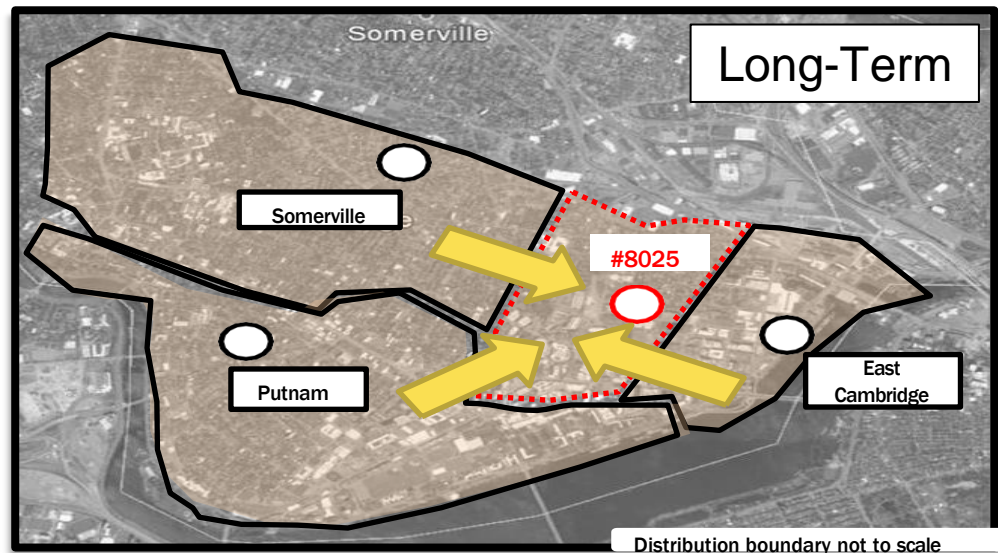 Somerville
Long-Term
Somerville
#8025
Putnam
East
Cambridge
Distribution boundary not to scale